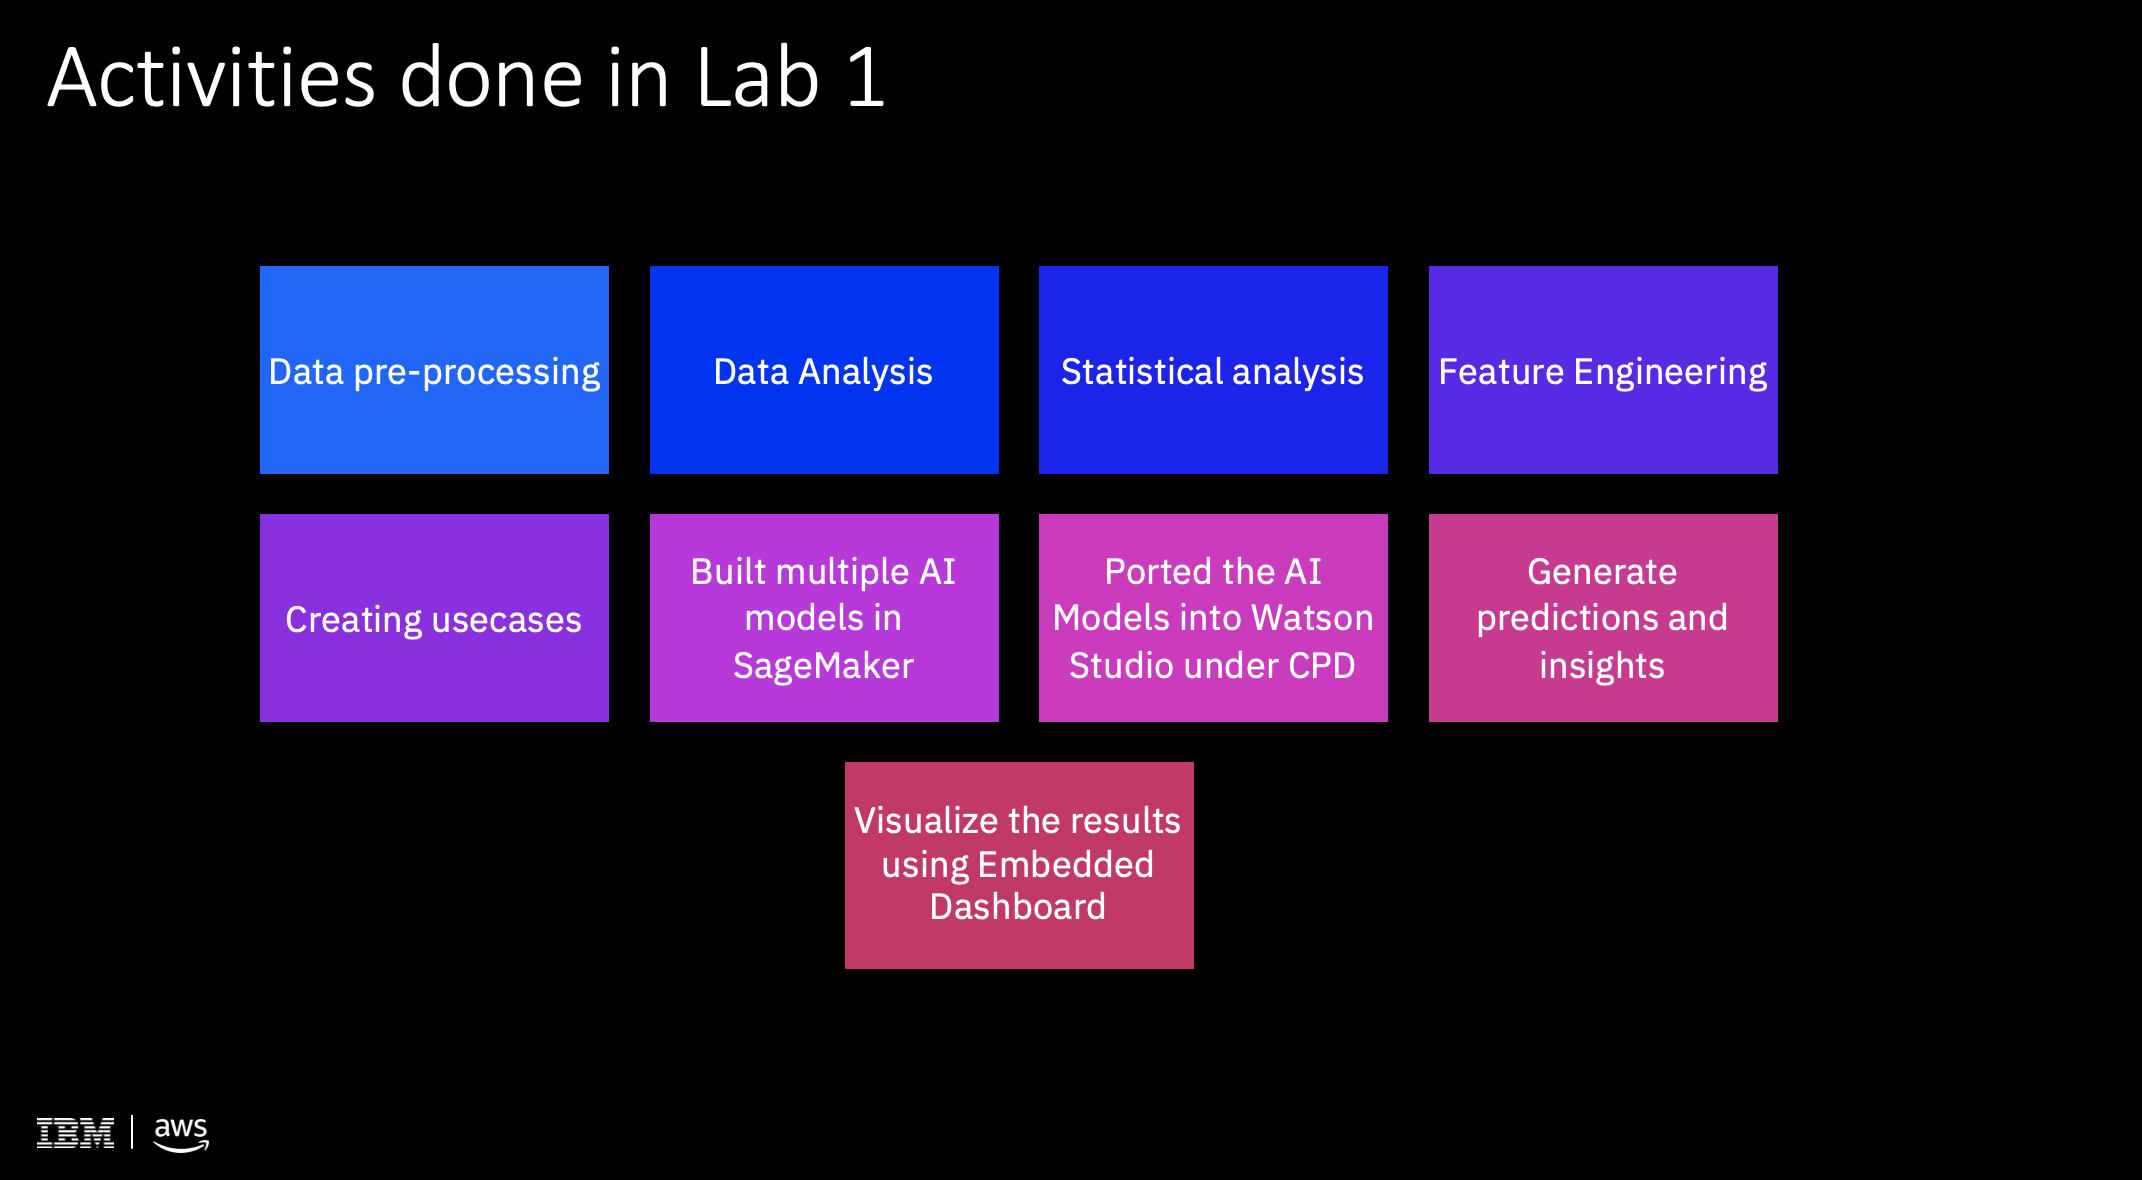 Activities done in Lab 1
Data pre-processing
Data Analysis
Statistical analysis
Feature Engineering
Creating usecases
Built multiple AI
models in
SageMaker
Ported the AI
Models into Watson
Studio under CPD
Generate
predictions and
insights
Visualize the results
using Embedded
Dashboard
IBM
aws